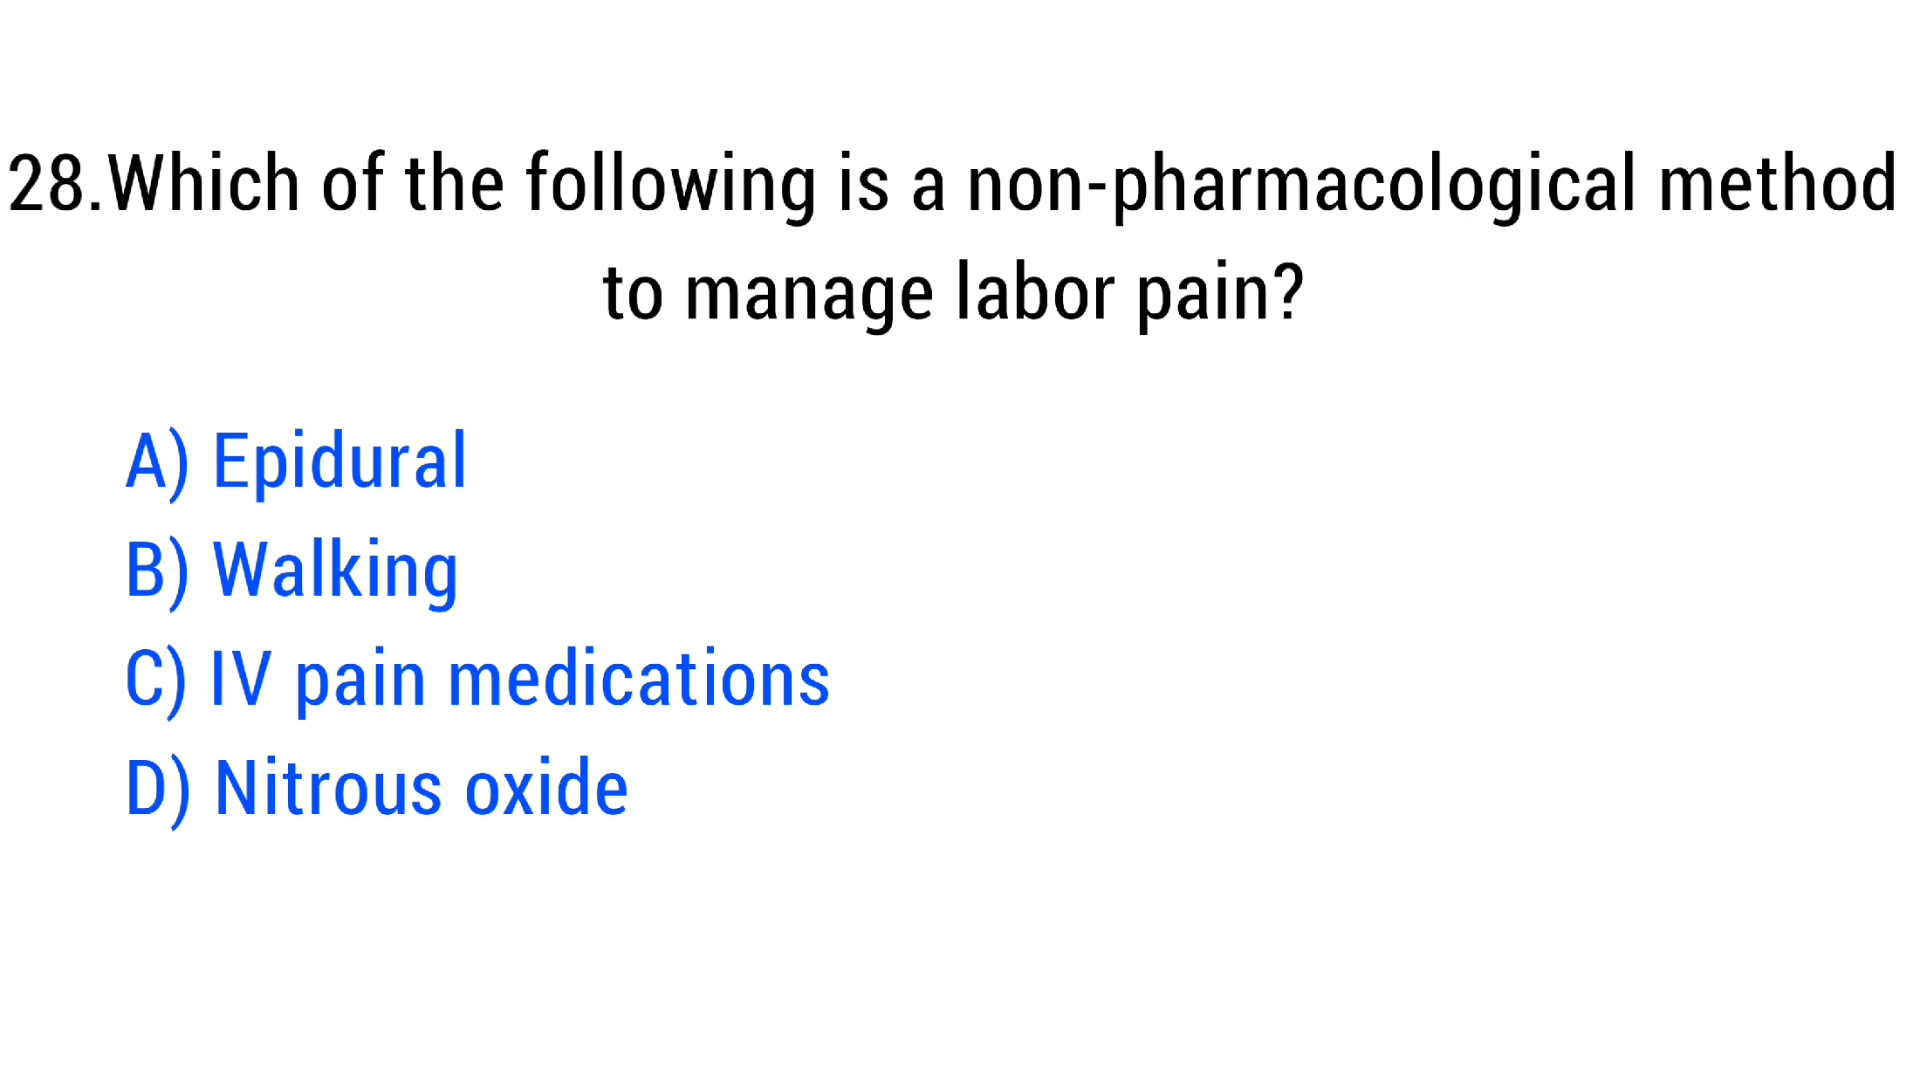 28.Which of the following is a non-pharmacological method
to manage labor pain?
A) Epidural
B) Walking
C) IV pain medications
D) Nitrous oxide